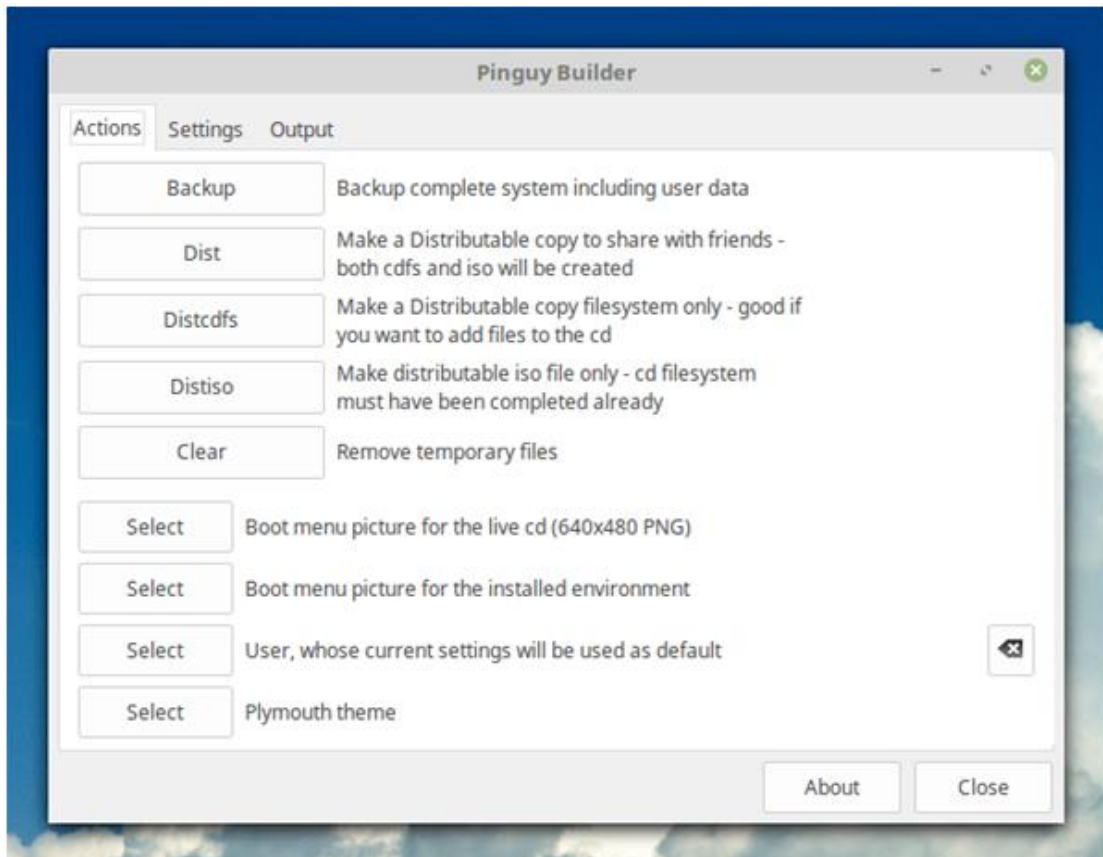 Pinguy Builder
Actions Settings Output
Backup Backup complete system including user data
Dist Make a Distributable copy to share with friends -
both cdfs and iso will be created
Distcdfs Make a Distributable copy filesystem only - good if
you want to add files to the cd
Distiso Make distributable iso file only - cd filesystem
must have been completed already
Clear Remove temporary files
Select Boot menu picture for the live cd (640x480 PNG)
Select Boot menu picture for the installed environment
Select User, whose current settings will be used as default
Select Plymouth theme
About Close